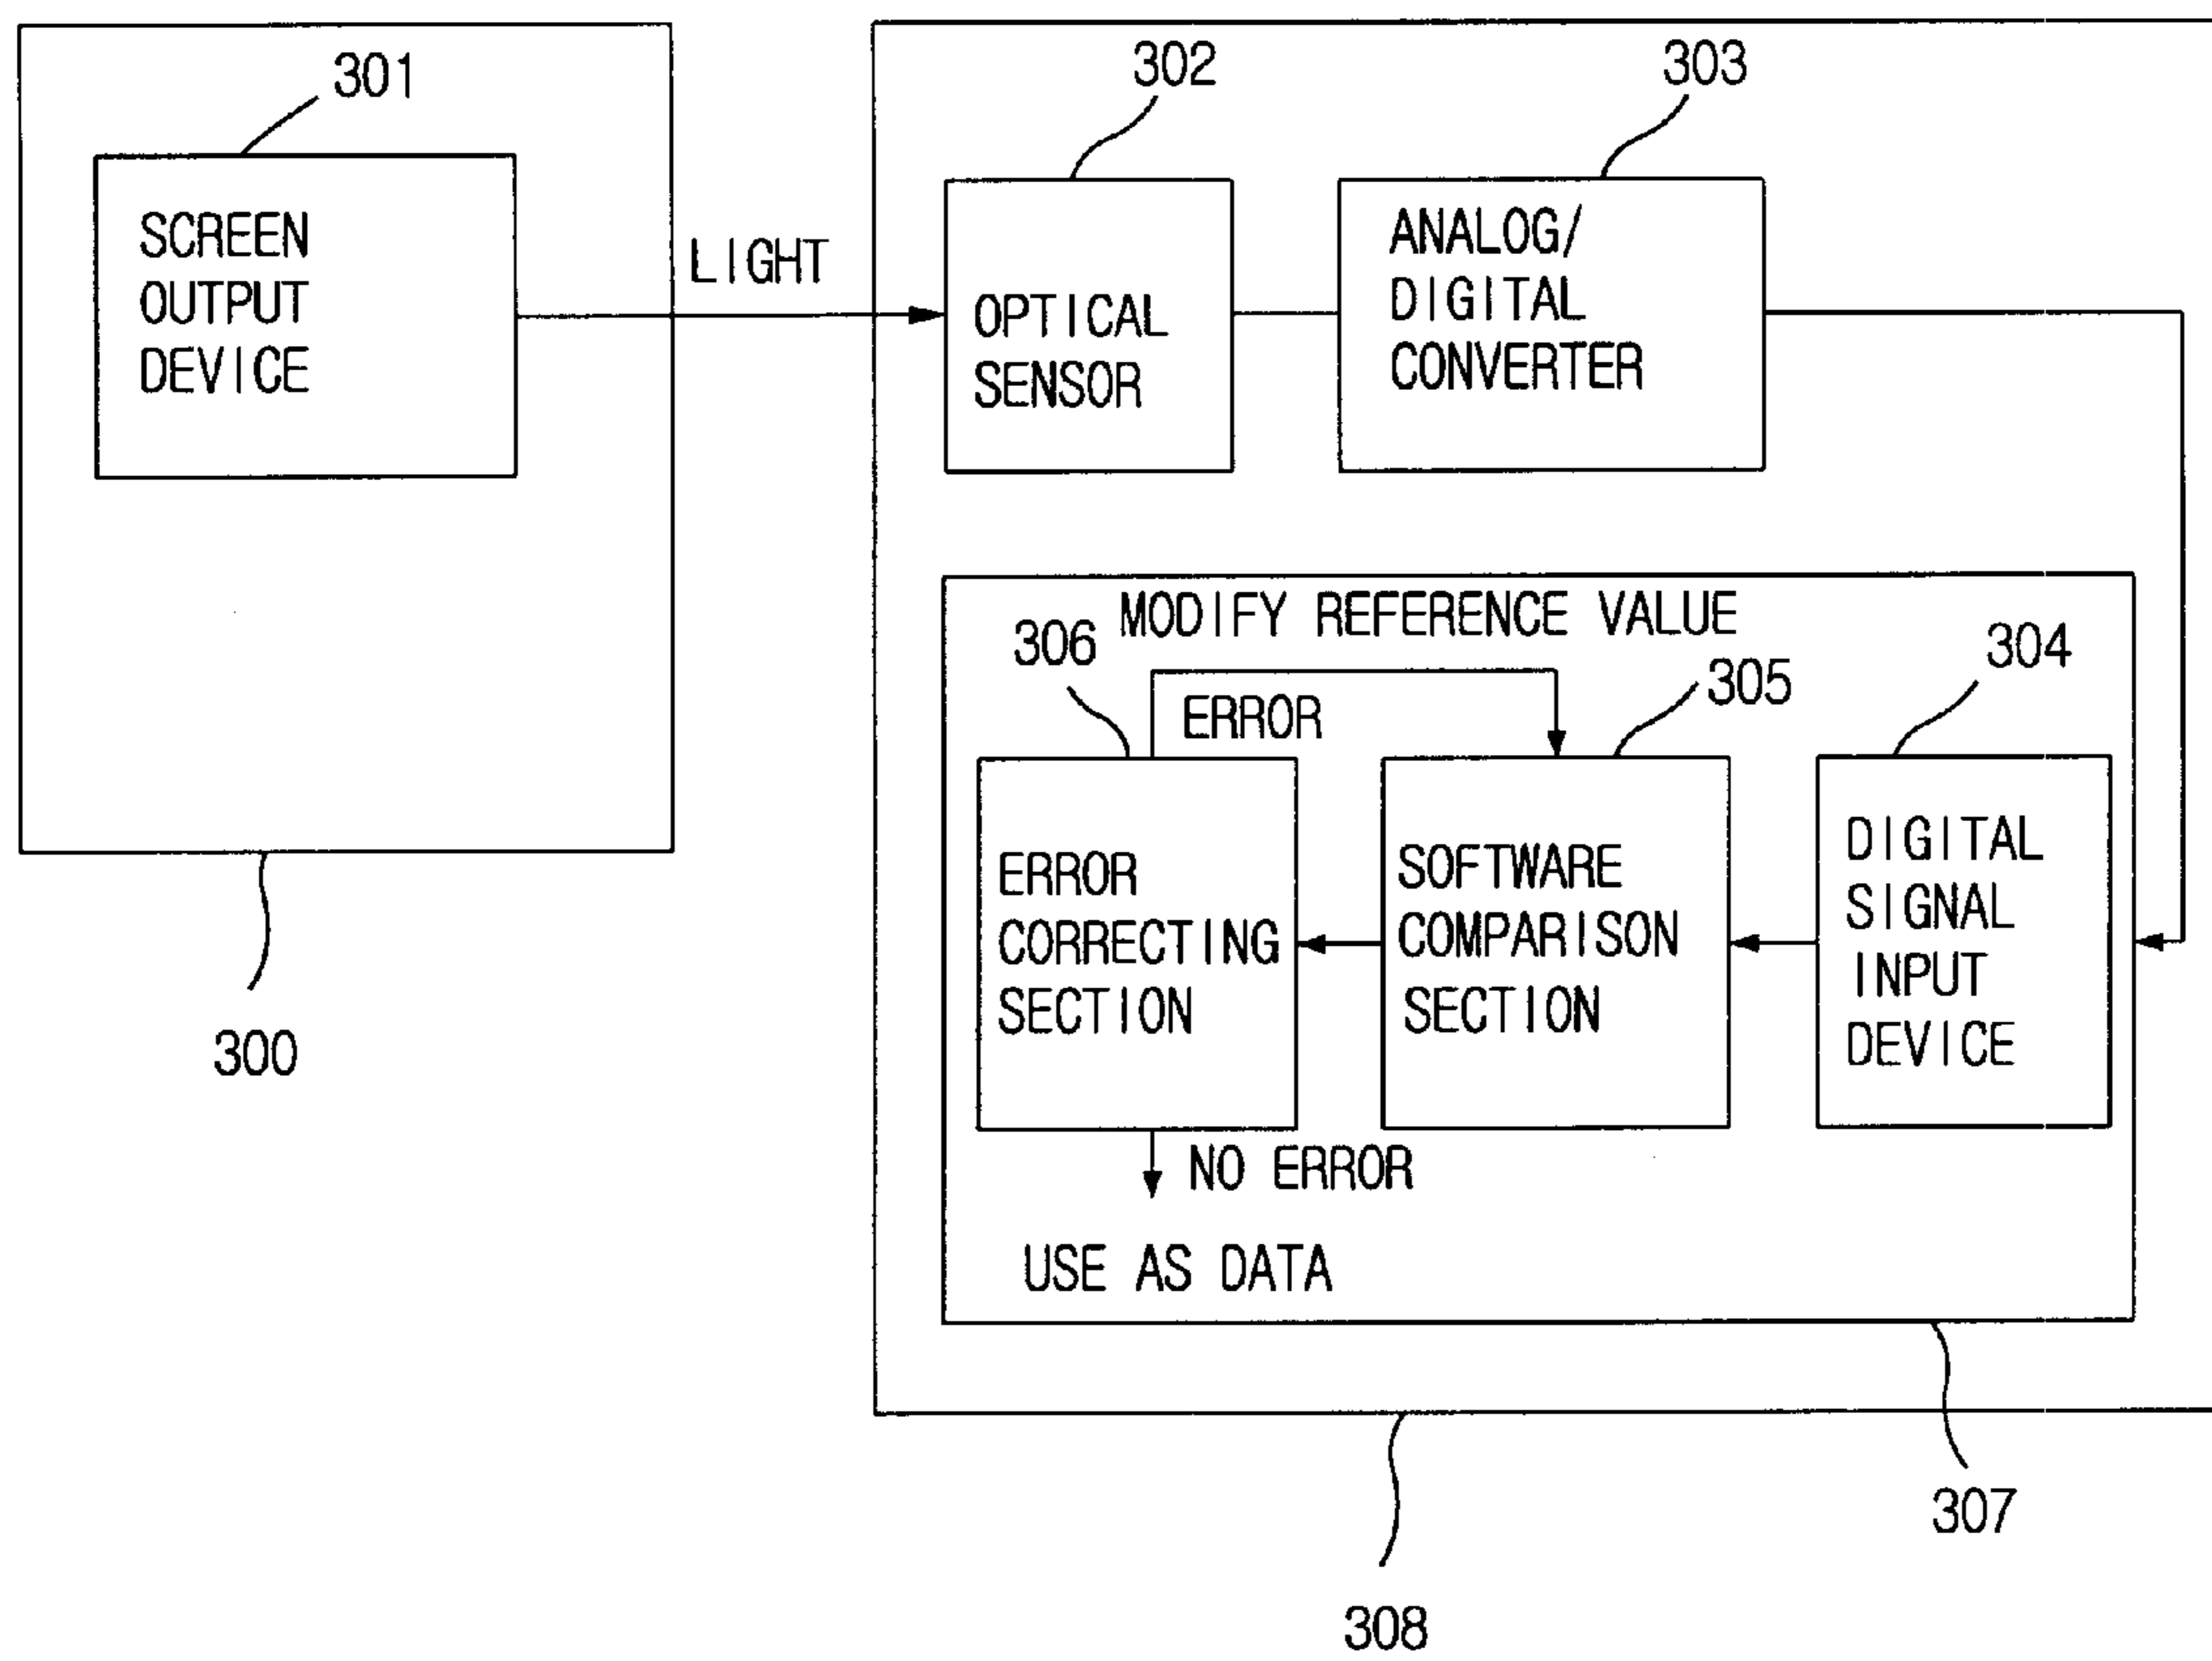 301
SCREEN
OUTPUT
DEVICE
300
LIGHT
302
OPTICAL
SENSOR
303
ANALOG/
DIGITAL
CONVERTER
MODIFY REFERENCE VALUE
306
ERROR
305
304
ERROR
CORRECTING
SECTION
SOFTWARE
COMPARISON
SECTION
DIGITAL
SIGNAL
INPUT
DEVICE
NO ERROR
USE AS DATA
307
308